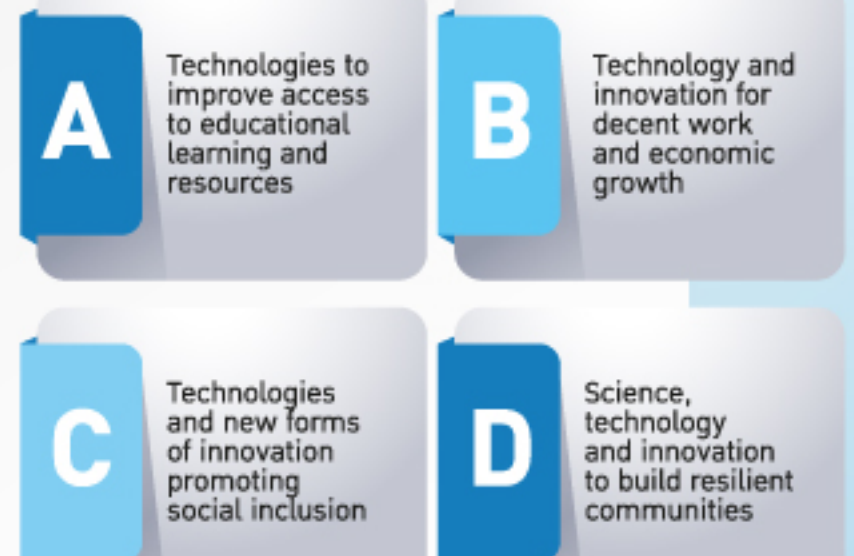 A
Technologies to
improve access
to educational
learning and
resources
B
Technology and
innovation for
decent work
and economic
growth
C
Technologies
and new forms
of innovation
promoting
social inclusion
D
Science,
technology
and innovation
to build resilient
communities